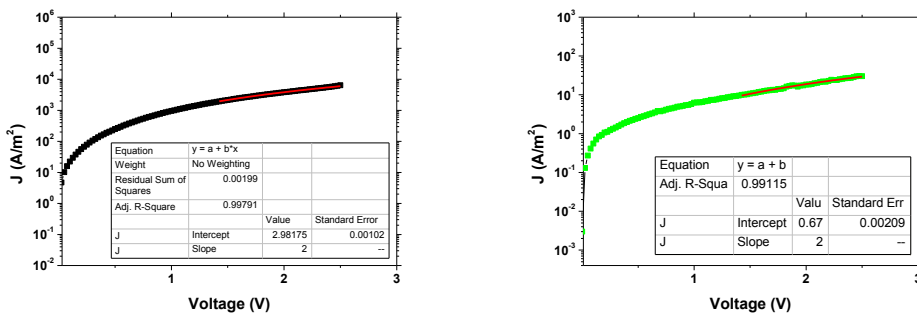 10⁶
10⁵
10⁴
10³
10²
10¹
10⁰
10⁻¹
10⁻²
J (A/m²)
Equation y = a + b*x
Weight No Weighting
Residual Sum of Squares 0.00199
Adj. R-Square 0.99791
Value Standard Error
J Intercept 2.98175 0.00102
J Slope 2 --
1 2 3
Voltage (V)
10³
10²
10¹
10⁰
10⁻¹
10⁻²
10⁻³
J (A/m²)
Equation y = a + b
Adj. R-Squa 0.99115
Valu Standard Err
J Intercept 0.67 0.00209
J Slope 2 --
1 2 3
Voltage (V)